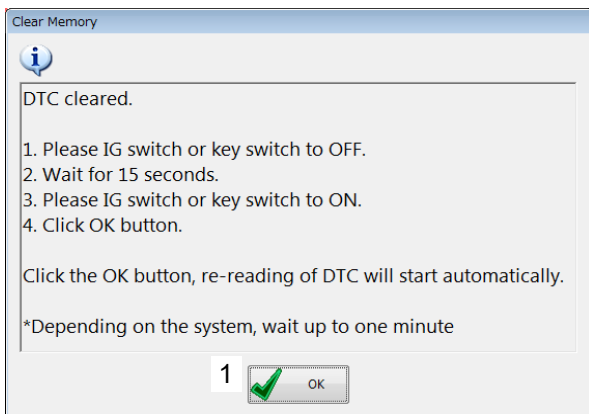 Clear Memory
DTC cleared.
1. Please IG switch or key switch to OFF.
2. Wait for 15 seconds.
3. Please IG switch or key switch to ON.
4. Click OK button.
Click the OK button, re-reading of DTC will start automatically.
*Depending on the system, wait up to one minute
1
OK